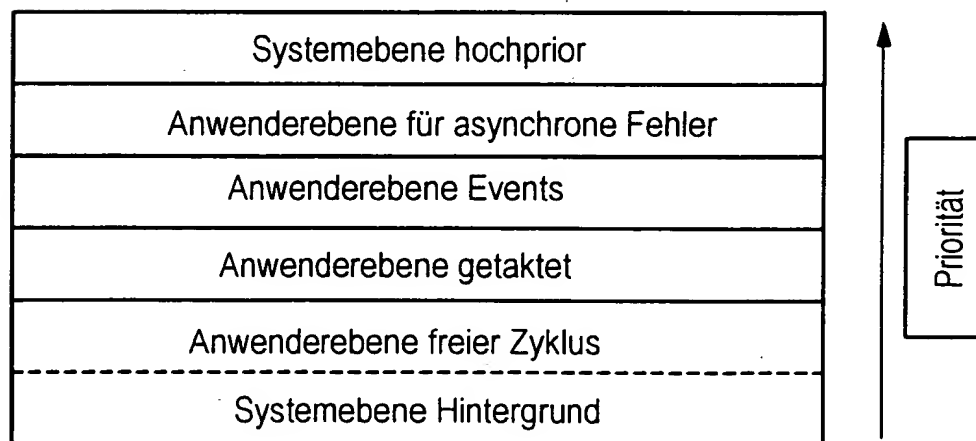 Systemebene hochprior
Anwenderebene für asynchrone Fehler
Anwenderebene Events
Anwenderebene getaktet
Anwenderebene freier Zyklus
Systemebene Hintergrund
Priorität